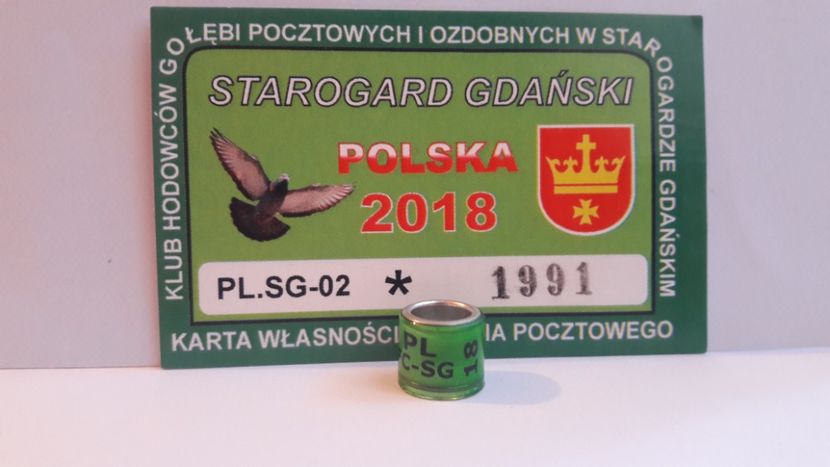 KLUB HODOWCÓW GOŁĘBI POCZTOWYCH I OZDOBNYCH W STAROGARDZIE GDAŃSKIM
STAROGARD GDAŃSKI
POLSKA
2018
PL.SG-02 * 1991
KARTA WŁASNOŚCI POCZTOWEGO
PL
C-SG 18